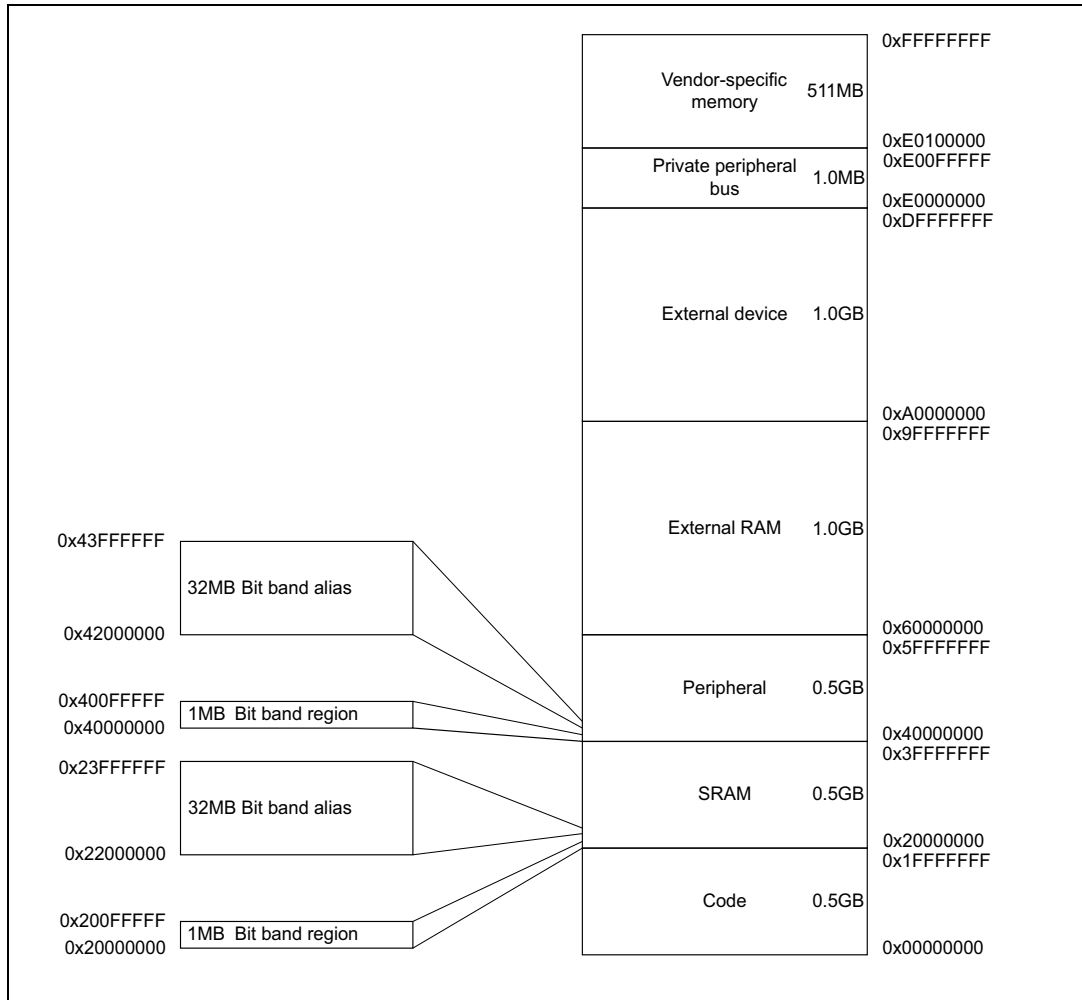 0xFFFFFFFF
Vendor-specific
memory
511MB
0xE0100000
0xE00FFFFF
Private peripheral
bus
1.0MB
0xE0000000
0xDFFFFFFF
External device
1.0GB
0xA0000000
0x9FFFFFFF
External RAM
1.0GB
0x43FFFFFF
32MB Bit band alias
0x42000000
0x60000000
0x5FFFFFFF
Peripheral
0.5GB
0x400FFFFF
1MB Bit band region
0x40000000
0x40000000
0x3FFFFFFF
0x23FFFFFF
32MB Bit band alias
0x22000000
SRAM
0.5GB
0x20000000
0x1FFFFFFF
Code
0.5GB
0x200FFFFF
1MB Bit band region
0x20000000
0x00000000